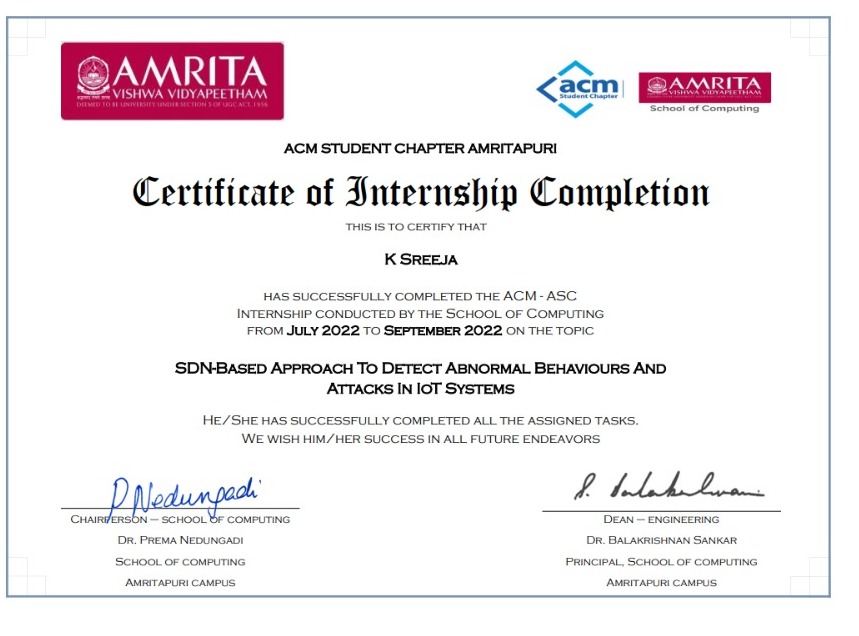 AMRITA
VISHWA VIDYAPEETHAM
DEEMED TO BE UNIVERSITY UNDER SECTION 3 OF UGC ACT, 1956
acm
Student Chapter
AMRITA
VISHWA VIDYAPEETHAM
School of Computing
ACM STUDENT CHAPTER AMRITAPURI
Certificate of Internship Completion
THIS IS TO CERTIFY THAT
K SREEJA
HAS SUCCESSFULLY COMPLETED THE ACM - ASC
INTERNSHIP CONDUCTED BY THE SCHOOL OF COMPUTING
FROM JULY 2022 TO SEPTEMBER 2022 ON THE TOPIC
SDN-BASED APPROACH TO DETECT ABNORMAL BEHAVIOURS AND
ATTACKS IN IOT SYSTEMS
HE/SHE HAS SUCCESSFULLY COMPLETED ALL THE ASSIGNED TASKS.
WE WISH HIM/HER SUCCESS IN ALL FUTURE ENDEAVORS
P Nedungadi
CHAIRPERSON – SCHOOL OF COMPUTING
DR. PREMA NEDUNGADI
SCHOOL OF COMPUTING
AMRITAPURI CAMPUS
DEAN – ENGINEERING
DR. BALAKRISHNAN SANKAR
PRINCIPAL, SCHOOL OF COMPUTING
AMRITAPURI CAMPUS